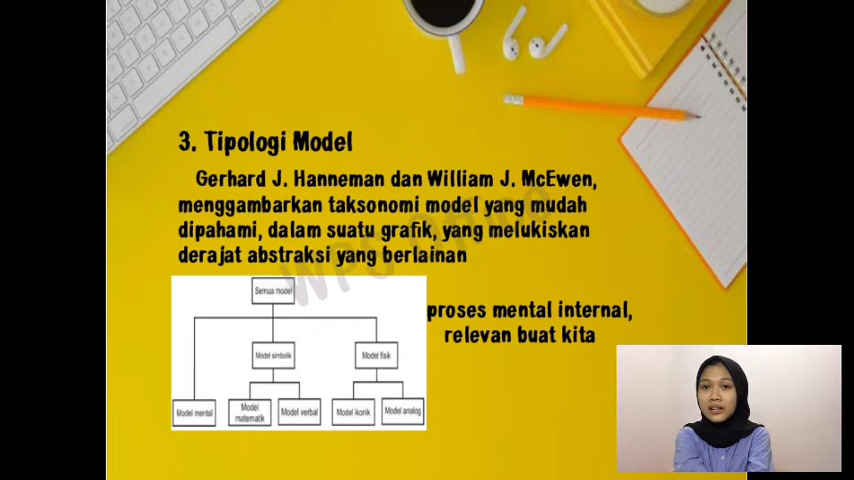 3. Tipologi Model
Gerhard J. Hanneman dan William J. McEwen,
menggambarkan taksonomi model yang mudah
dipahami, dalam suatu grafik, yang melukiskan
derajat abstraksi yang berlainan
WPS Office
Semua model
proses mental internal,
relevan buat kita
Model simbolik
Model fisik
Model mental
Model
matematik
Model verbal
Model ikonik
Model analog